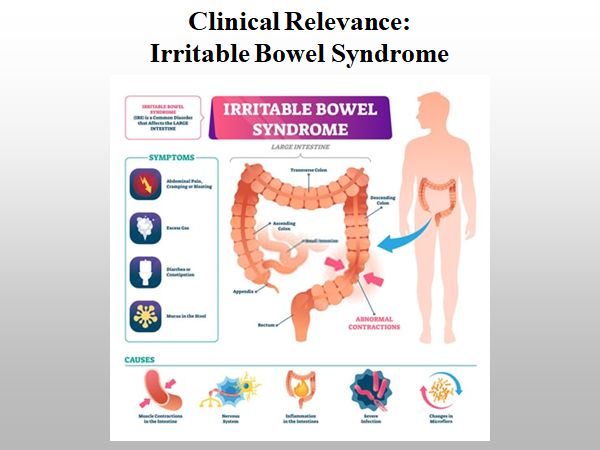 Clinical Relevance:
Irritable Bowel Syndrome
IRRITABLE BOWEL
SYNDROME
(IBS) is a Common Disorder
that Affects the LARGE
INTESTINE
IRRITABLE BOWEL
SYNDROME
LARGE INTESTINE
SYMPTOMS
Abdominal Pain,
Cramping or Bloating
Excess Gas
Diarrhea or
Constipation
Mucus in the Stool
Transverse Colon
Descending
Colon
Ascending
Colon
Small Intestine
Appendix
Rectum
ABNORMAL
CONTRACTIONS
CAUSES
Muscle Contractions
in the Intestine
Nervous
System
Inflammation
in the Intestines
Severe
Infection
Changes in
Microflora